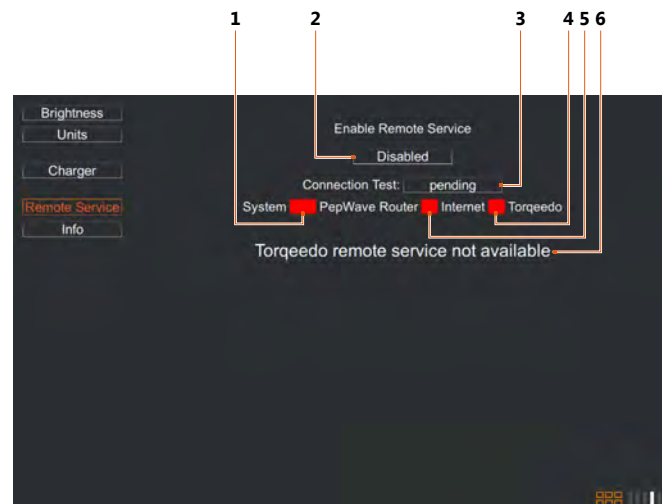 1 2 3 4 5 6
Brightness
Units
Charger
Remote Service
Info
Enable Remote Service
Disabled
Connection Test: pending
System PepWave Router Internet Torqeedo
Torqeedo remote service not available